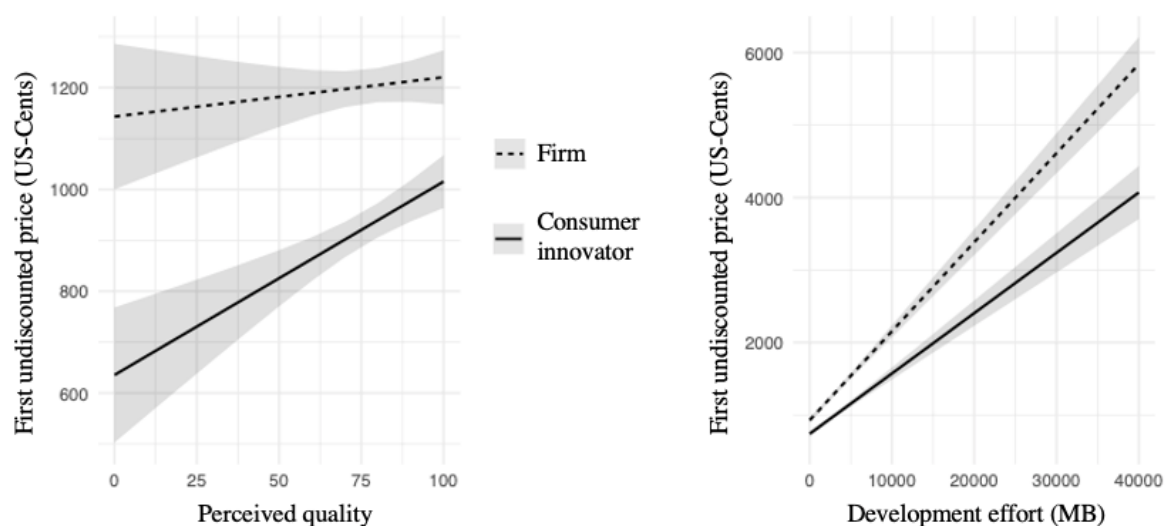 First undiscounted price (US-Cents)
1200
1000
800
600
0
25
50
75
100
Perceived quality
Firm
Consumer
innovator
First undiscounted price (US-Cents)
6000
4000
2000
0
10000
20000
30000
40000
Development effort (MB)